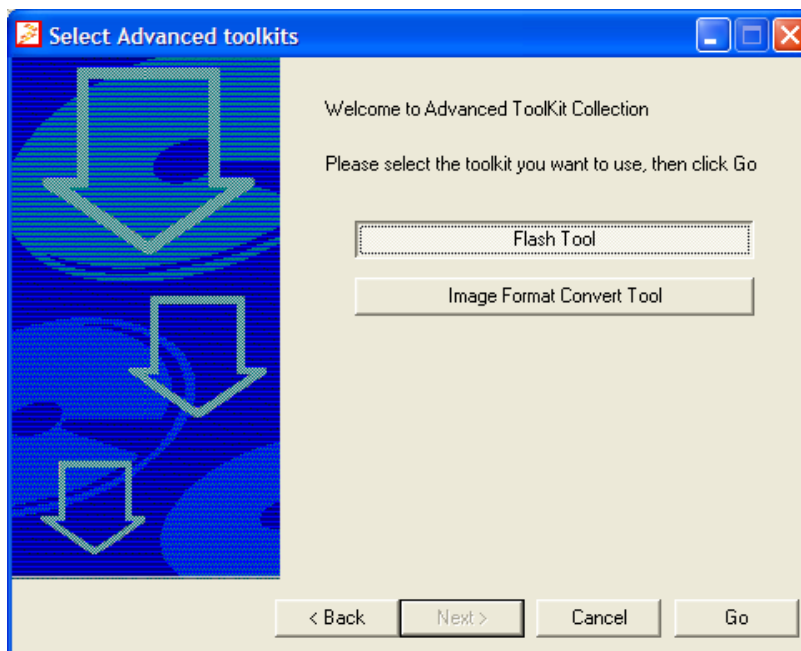 Select Advanced toolkits
Welcome to Advanced ToolKit Collection
Please select the toolkit you want to use, then click Go
Flash Tool
Image Format Convert Tool
< Back
Next >
Cancel
Go